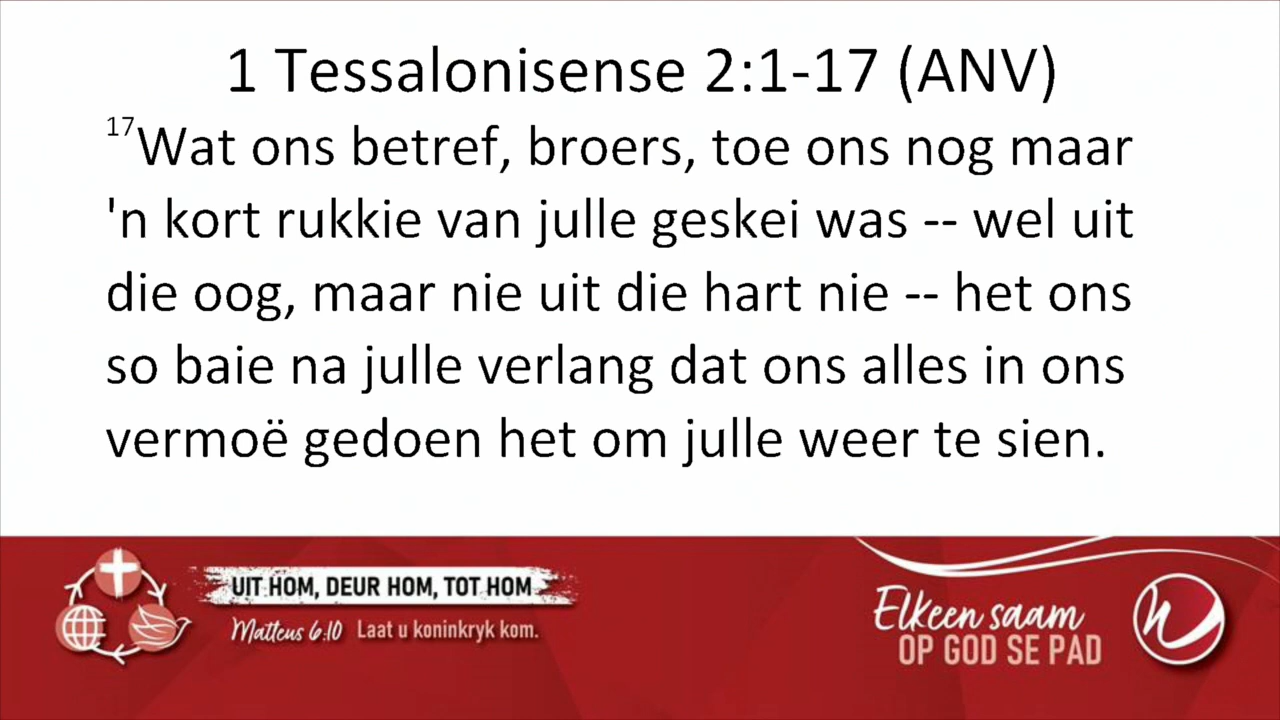 1 Tessalonisense 2:1-17 (ANV)
17Wat ons betref, broers, toe ons nog maar
'n kort rukkie van julle geskei was -- wel uit
die oog, maar nie uit die hart nie -- het ons
so baie na julle verlang dat ons alles in ons
vermoë gedoen het om julle weer te sien.
UIT HOM, DEUR HOM, TOT HOM
Matteus 6:10 Laat u koninkryk kom.
Elkeen saam
OP GOD SE PAD